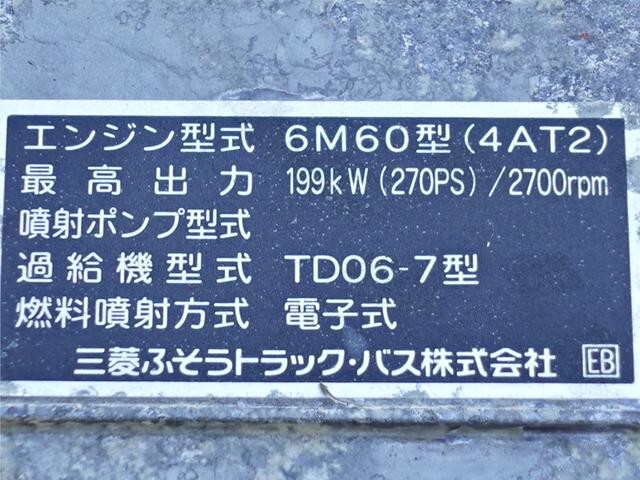 エンジン型式 6M60型(4AT2)
最高出力 199kW(270PS)/2700rpm
噴射ポンプ型式
過給機型式 TD06-7型
燃料噴射方式 電子式
三菱ふそうトラック・バス株式会社 EB